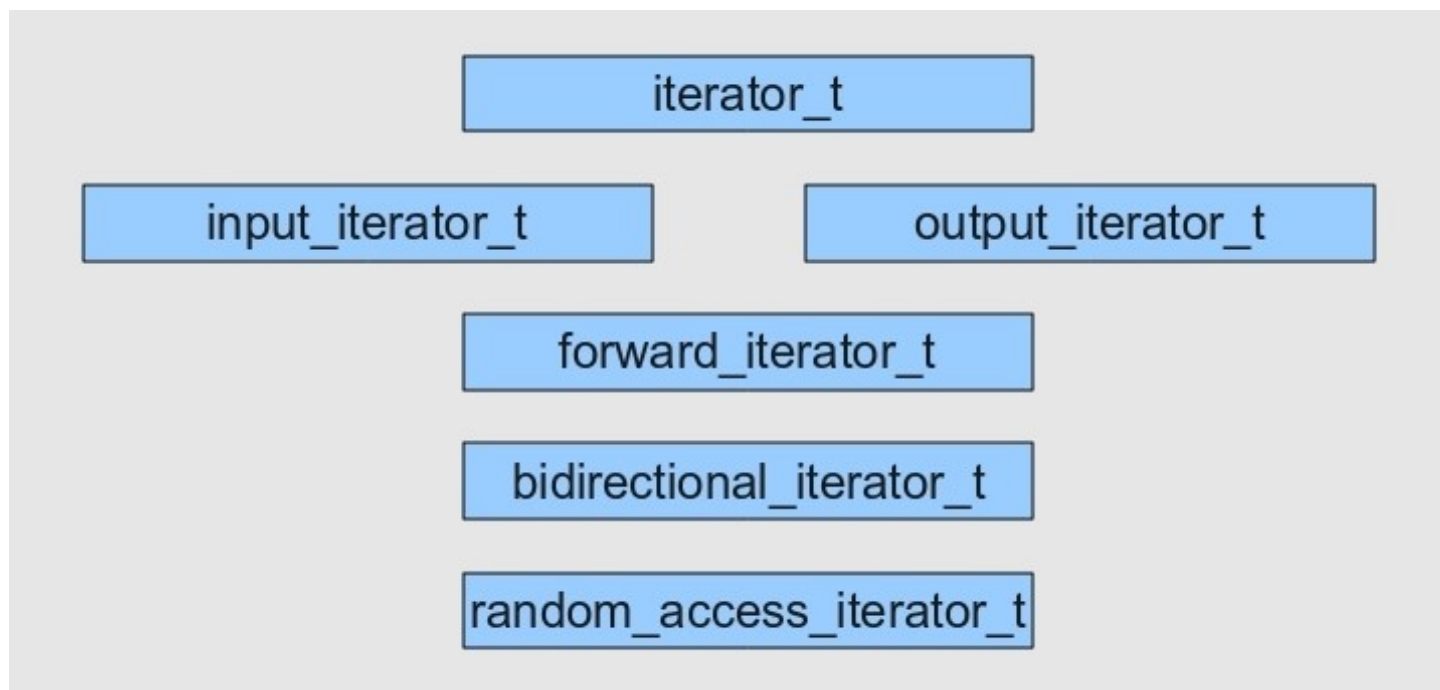 iterator_t
input_iterator_t
output_iterator_t
forward_iterator_t
bidirectional_iterator_t
random_access_iterator_t